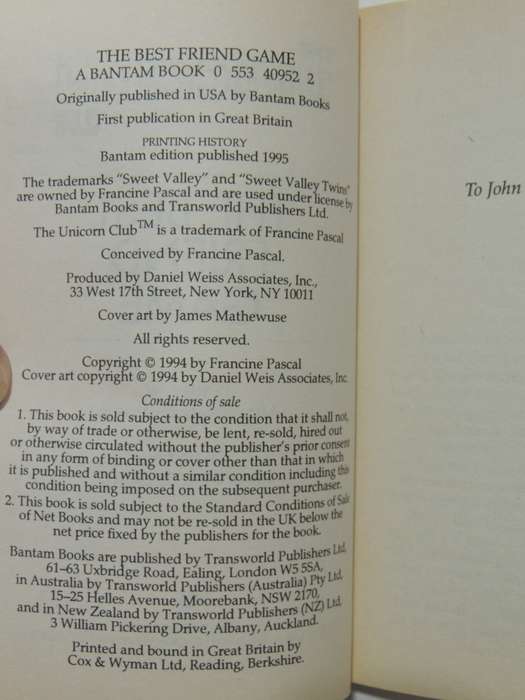 THE BEST FRIEND GAME
A BANTAM BOOK 0 553 40952 2
Originally published in USA by Bantam Books
First publication in Great Britain
PRINTING HISTORY
Bantam edition published 1995
The trademarks "Sweet Valley" and "Sweet Valley Twins"
are owned by Francine Pascal and are used under license by
Bantam Books and Transworld Publishers Ltd.
The Unicorn Club™ is a trademark of Francine Pascal
Conceived by Francine Pascal.
Produced by Daniel Weiss Associates, Inc.,
33 West 17th Street, New York, NY 10011
Cover art by James Mathewuse
All rights reserved.
Copyright © 1994 by Francine Pascal
Cover art copyright © 1994 by Daniel Weis Associates, Inc.
Conditions of sale
1. This book is sold subject to the condition that it shall not,
by way of trade or otherwise, be lent, re-sold, hired out
or otherwise circulated without the publisher's prior consent
in any form of binding or cover other than that in which
it is published and without a similar condition including this
condition being imposed on the subsequent purchaser.
2. This book is sold subject to the Standard Conditions of Sale
of Net Books and may not be re-sold in the UK below the
net price fixed by the publishers for the book.
Bantam Books are published by Transworld Publishers Ltd,
61–63 Uxbridge Road, Ealing, London W5 5SA,
in Australia by Transworld Publishers (Australia) Pty Ltd,
15–25 Helles Avenue, Moorebank, NSW 2170,
and in New Zealand by Transworld Publishers (NZ) Ltd,
3 William Pickering Drive, Albany, Auckland.
Printed and bound in Great Britain by
Cox & Wyman Ltd, Reading, Berkshire.
To John